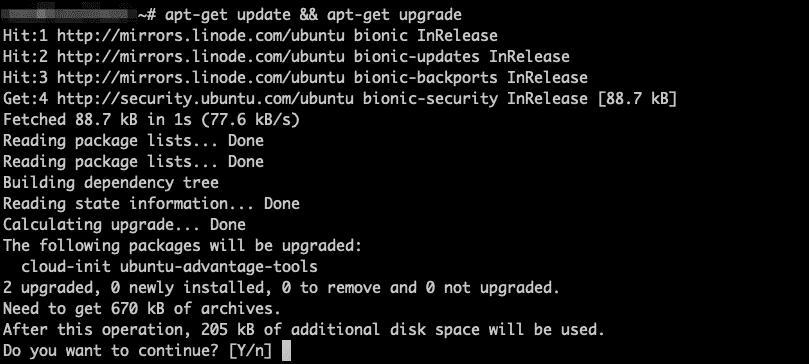 ~# apt-get update && apt-get upgrade
Hit:1 http://mirrors.linode.com/ubuntu bionic InRelease
Hit:2 http://mirrors.linode.com/ubuntu bionic-updates InRelease
Hit:3 http://mirrors.linode.com/ubuntu bionic-backports InRelease
Get:4 http://security.ubuntu.com/ubuntu bionic-security InRelease [88.7 kB]
Fetched 88.7 kB in 1s (77.6 kB/s)
Reading package lists... Done
Reading package lists... Done
Building dependency tree
Reading state information... Done
Calculating upgrade... Done
The following packages will be upgraded:
  cloud-init ubuntu-advantage-tools
2 upgraded, 0 newly installed, 0 to remove and 0 not upgraded.
Need to get 670 kB of archives.
After this operation, 205 kB of additional disk space will be used.
Do you want to continue? [Y/n]